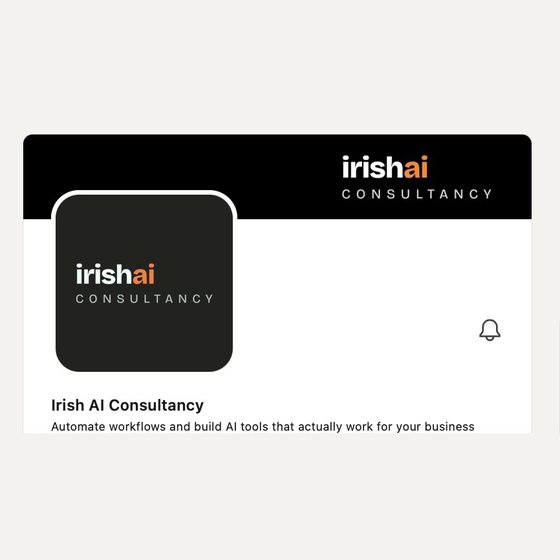 irishai
CONSULTANCY
irishai
CONSULTANCY
Irish AI Consultancy
Automate workflows and build AI tools that actually work for your business